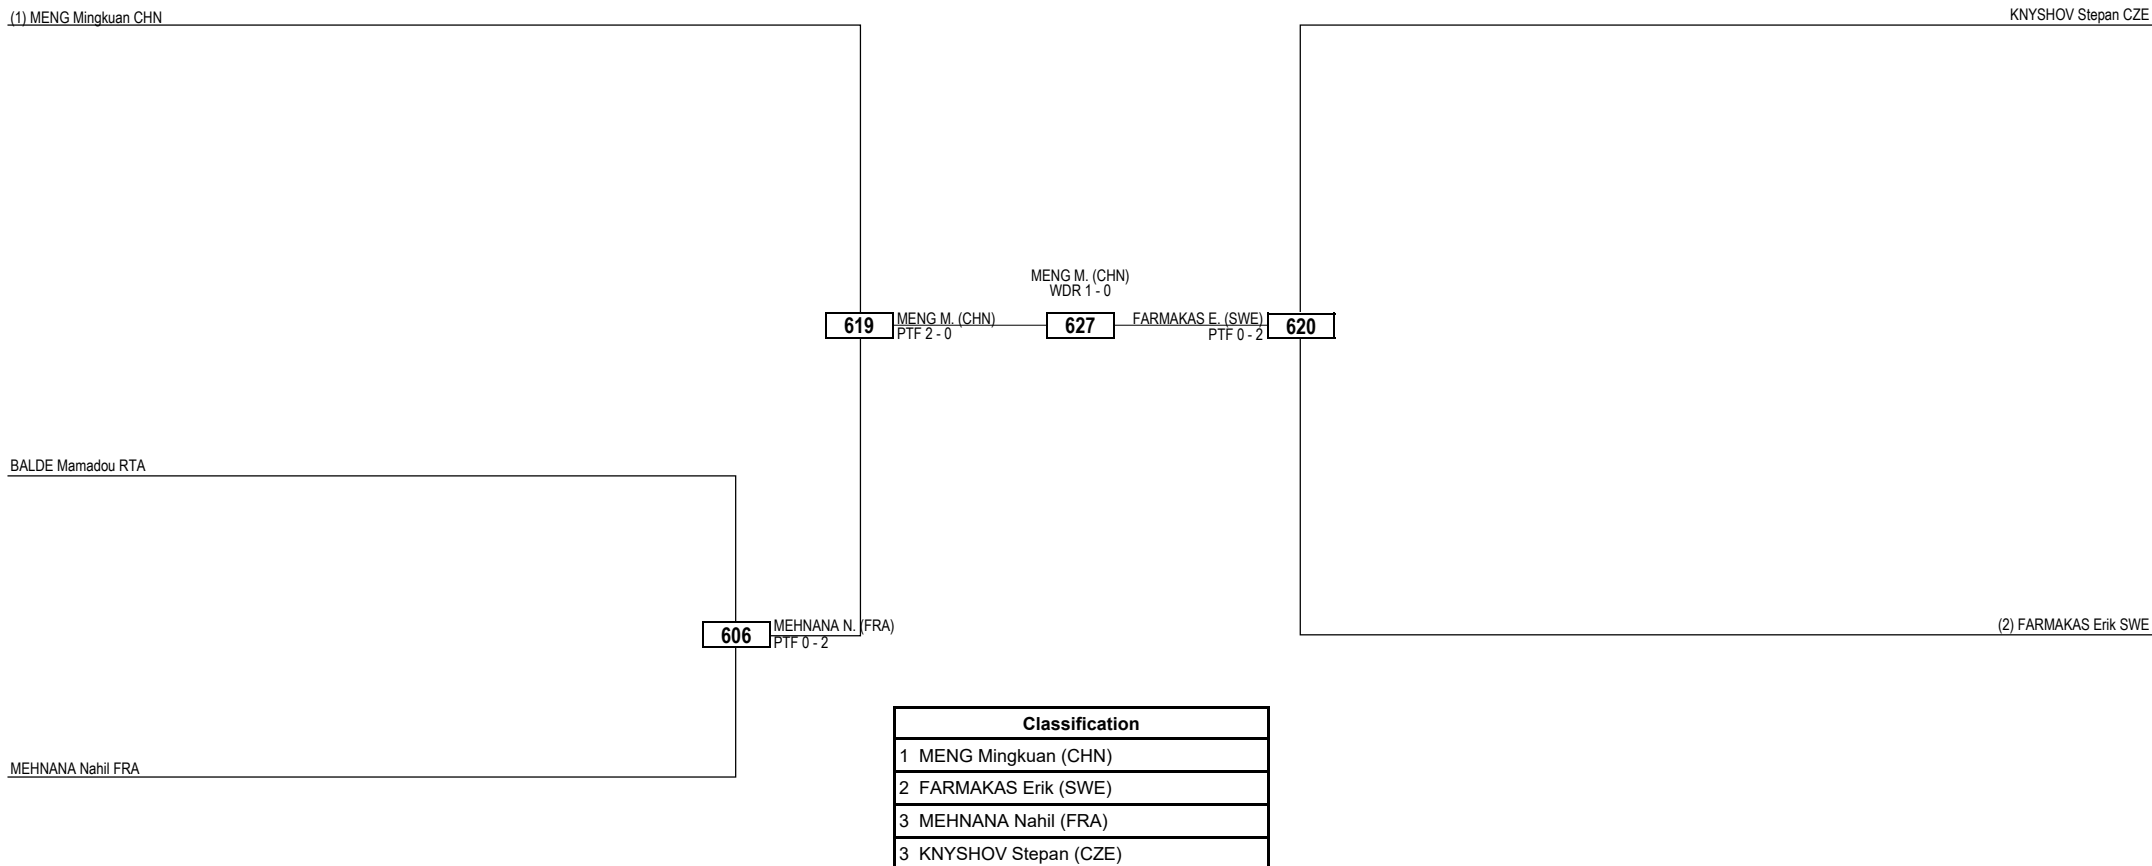 (1) MENG Mingkuan CHN
KNYSHOV Stepan CZE
MENG M. (CHN)
WDR 1 - 0
619
MENG M. (CHN)
PTF 2 - 0
627
FARMAKAS E. (SWE)
PTF 0 - 2
620
BALDE Mamadou RTA
606
MEHNANA N. (FRA)
PTF 0 - 2
(2) FARMAKAS Erik SWE
MEHNANA Nahil FRA
Classification
1 MENG Mingkuan (CHN)
2 FARMAKAS Erik (SWE)
3 MEHNANA Nahil (FRA)
3 KNYSHOV Stepan (CZE)